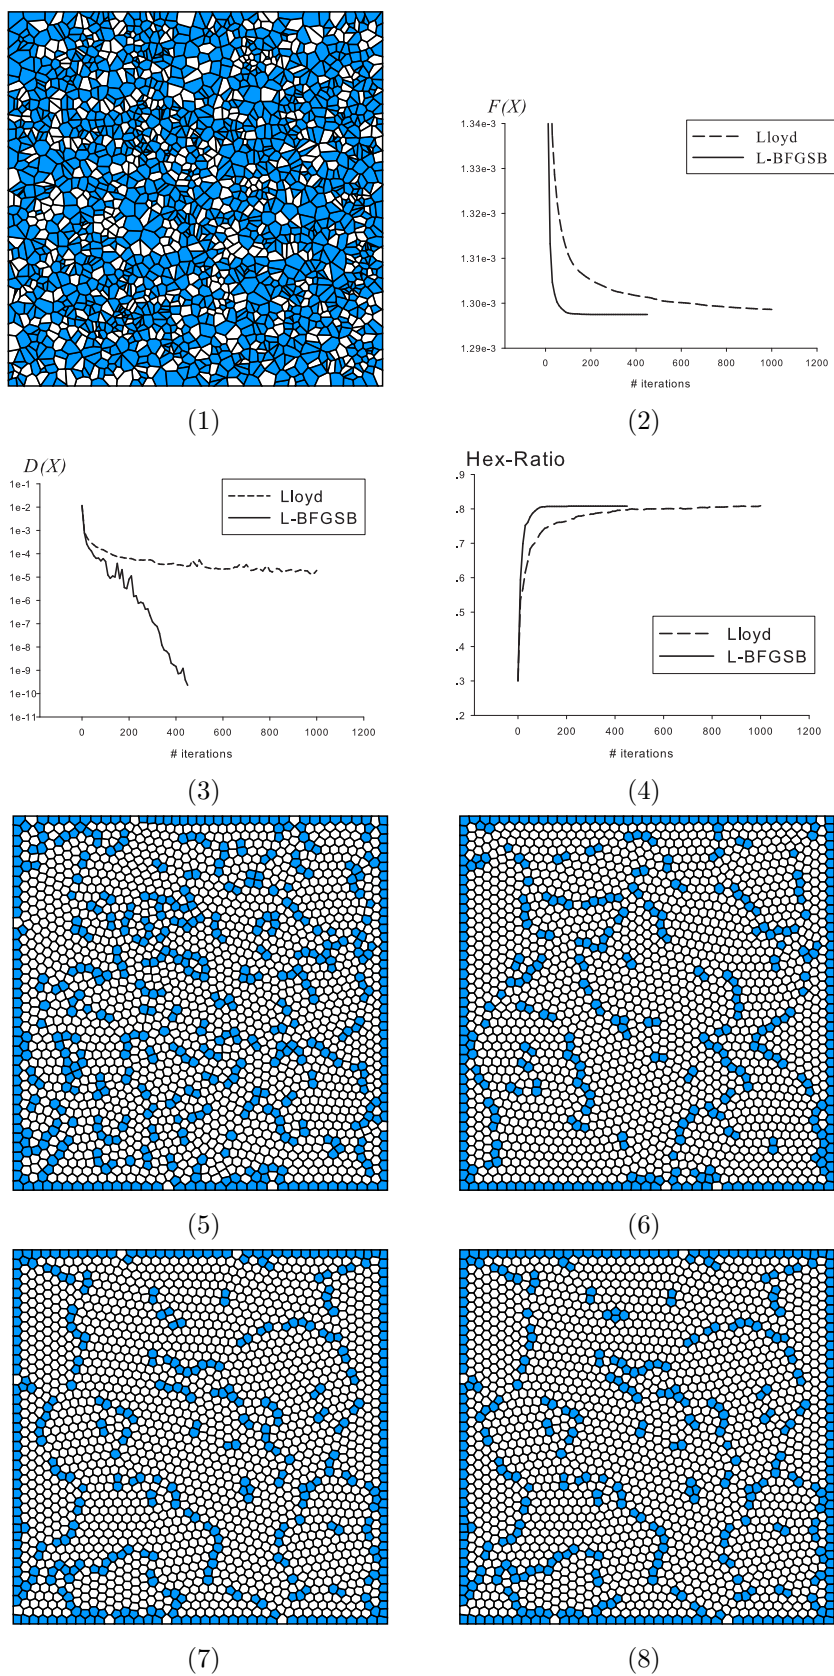 (1)
F(X)
1.34e-3
1.33e-3
1.32e-3
1.31e-3
1.30e-3
1.29e-3
Lloyd
L-BFGSB
0 200 400 600 800 1000 1200
# iterations
(2)
D(X)
1e-1
1e-2
1e-3
1e-4
1e-5
1e-6
1e-7
1e-8
1e-9
1e-10
1e-11
Lloyd
L-BFGSB
0 200 400 600 800 1000 1200
# iterations
(3)
Hex-Ratio
.9
.8
.7
.6
.5
.4
.3
.2
Lloyd
L-BFGSB
0 200 400 600 800 1000 1200
# iterations
(4)
(5)
(6)
(7)
(8)